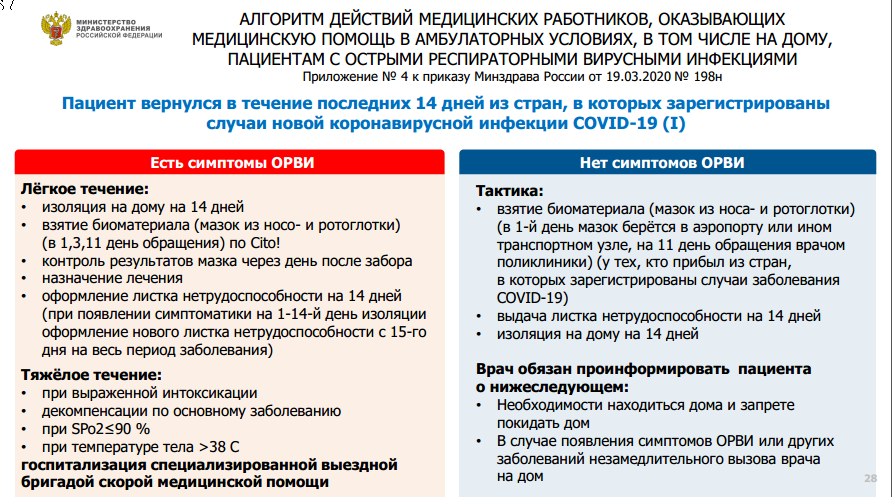 МИНИСТЕРСТВО
ЗДРАВООХРАНЕНИЯ
РОССИЙСКОЙ ФЕДЕРАЦИИ
АЛГОРИТМ ДЕЙСТВИЙ МЕДИЦИНСКИХ РАБОТНИКОВ, ОКАЗЫВАЮЩИХ
МЕДИЦИНСКУЮ ПОМОЩЬ В АМБУЛАТОРНЫХ УСЛОВИЯХ, В ТОМ ЧИСЛЕ НА ДОМУ,
ПАЦИЕНТАМ С ОСТРЫМИ РЕСПИРАТОРНЫМИ ВИРУСНЫМИ ИНФЕКЦИЯМИ
Приложение № 4 к приказу Минздрава России от 19.03.2020 № 198н
Пациент вернулся в течение последних 14 дней из стран, в которых зарегистрированы
случаи новой коронавирусной инфекции COVID-19 (I)
Есть симптомы ОРВИ
Лёгкое течение:
• изоляция на дому на 14 дней
• взятие биоматериала (мазок из носо- и ротоглотки)
(в 1,3,11 день обращения) по Cito!
• контроль результатов мазка через день после забора
• назначение лечения
• оформление листка нетрудоспособности на 14 дней
(при появлении симптоматики на 1-14-й день изоляции
оформление нового листка нетрудоспособности с 15-го
дня на весь период заболевания)
Тяжёлое течение:
• при выраженной интоксикации
• декомпенсации по основному заболеванию
• при SPo2≤90 %
• при температуре тела >38 С
госпитализация специализированной выездной
бригадой скорой медицинской помощи
Нет симптомов ОРВИ
Тактика:
• взятие биоматериала (мазок из носа- и ротоглотки)
(в 1-й день мазок берётся в аэропорту или ином
транспортном узле, на 11 день обращения врачом
поликлиники) (у тех, кто прибыл из стран,
в которых зарегистрированы случаи заболевания
COVID-19)
• выдача листка нетрудоспособности на 14 дней
• изоляция на дому на 14 дней
Врач обязан проинформировать пациента
о нижеследующем:
• Необходимости находиться дома и запрете
покидать дом
• В случае появления симптомов ОРВИ или других
заболеваний незамедлительного вызова врача
на дом
28